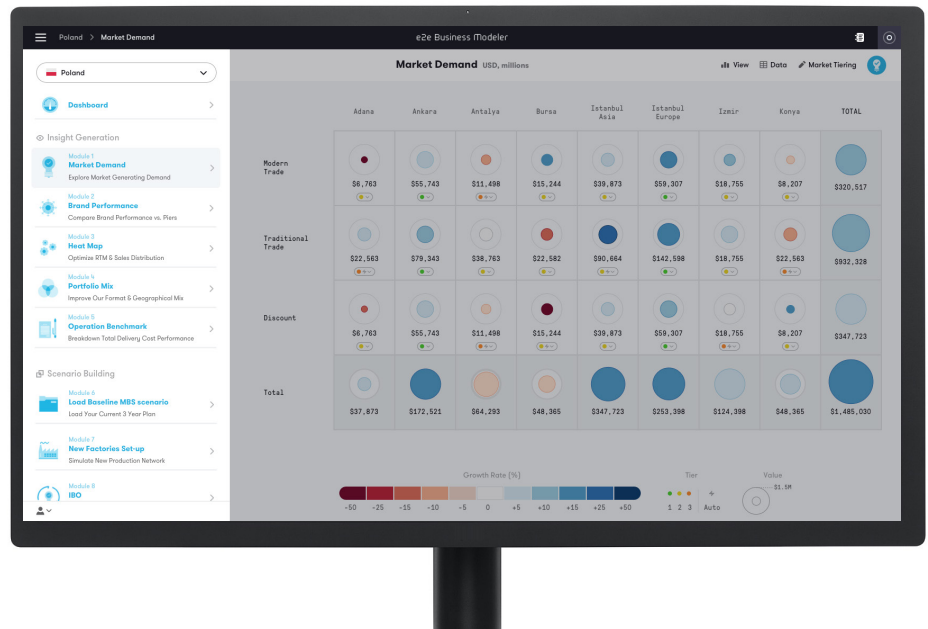 Poland > Market Demand
e2e Business Modeler
Poland
Market Demand USD, millions
View Data Market Tiering
Dashboard
Insight Generation
Module 1
Market Demand
Explore Market Generating Demand
Module 2
Brand Performance
Compare Brand Performance vs. Piers
Module 3
Heat Map
Optimize RTM & Sales Distribution
Module 4
Portfolio Mix
Improve Our Format & Geographical Mix
Module 5
Operation Benchmark
Breakdown Total Delivery Cost Performance
Scenario Building
Module 6
Load Baseline MBS scenario
Load Your Current 3 Year Plan
Module 7
New Factories Set-up
Simulate New Production Network
Module 8
IBO
Adana Ankara Antalya Bursa Istanbul Asia Istanbul Europe Izmir Konya TOTAL
Modern
Trade
$6,763 $55,743 $11,498 $15,244 $39,873 $59,307 $18,755 $8,207 $320,517
Traditional
Trade
$22,563 $79,343 $38,763 $22,582 $90,664 $142,598 $18,755 $22,563 $932,328
Discount
$6,763 $55,743 $11,498 $15,244 $39,873 $59,307 $18,755 $8,207 $347,723
Total
$37,873 $172,521 $64,293 $48,365 $347,723 $253,398 $124,398 $48,365 $1,485,030
Growth Rate (%)
-50 -25 -15 -10 -5 0 +5 +10 +15 +25 +50
Tier
1 2 3 Auto
Value
$1.5M